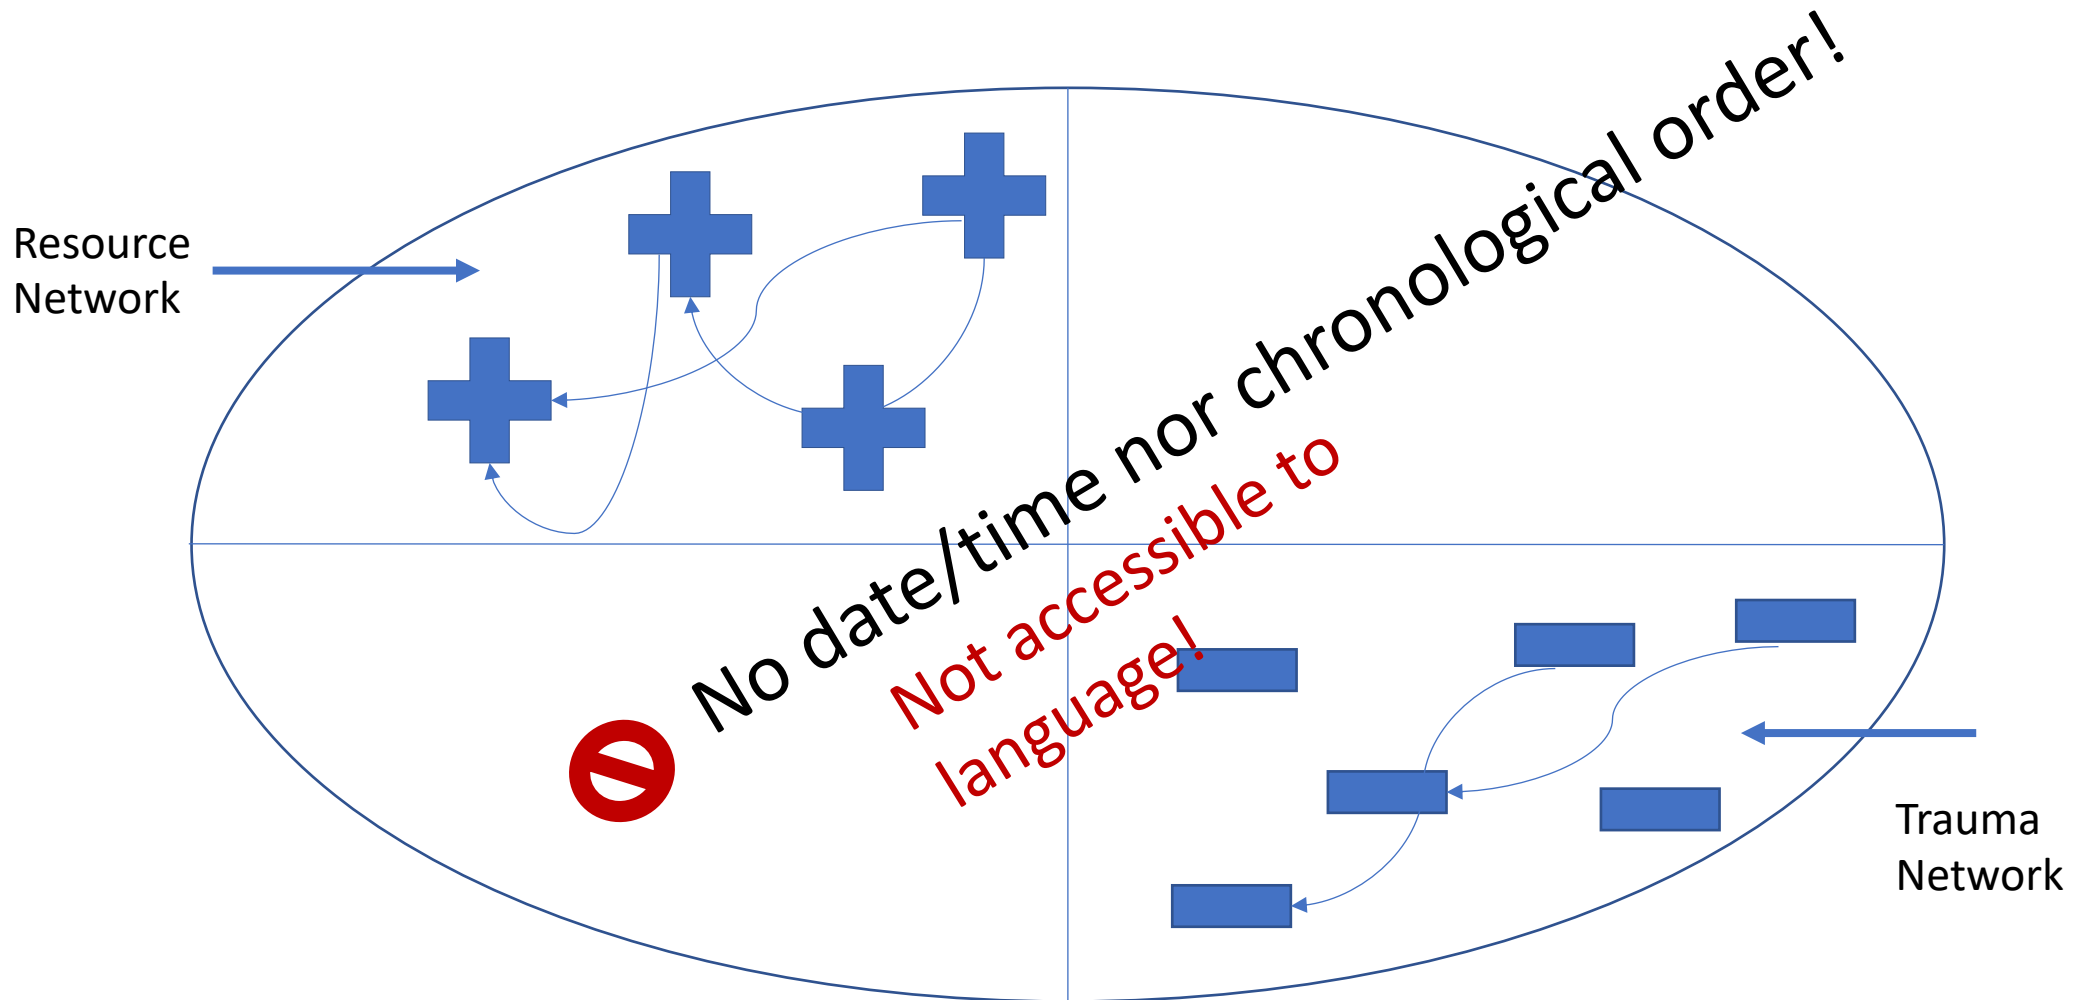 No date/time nor chronological order!
Resource
Network
Not accessible to
language!
Trauma
Network